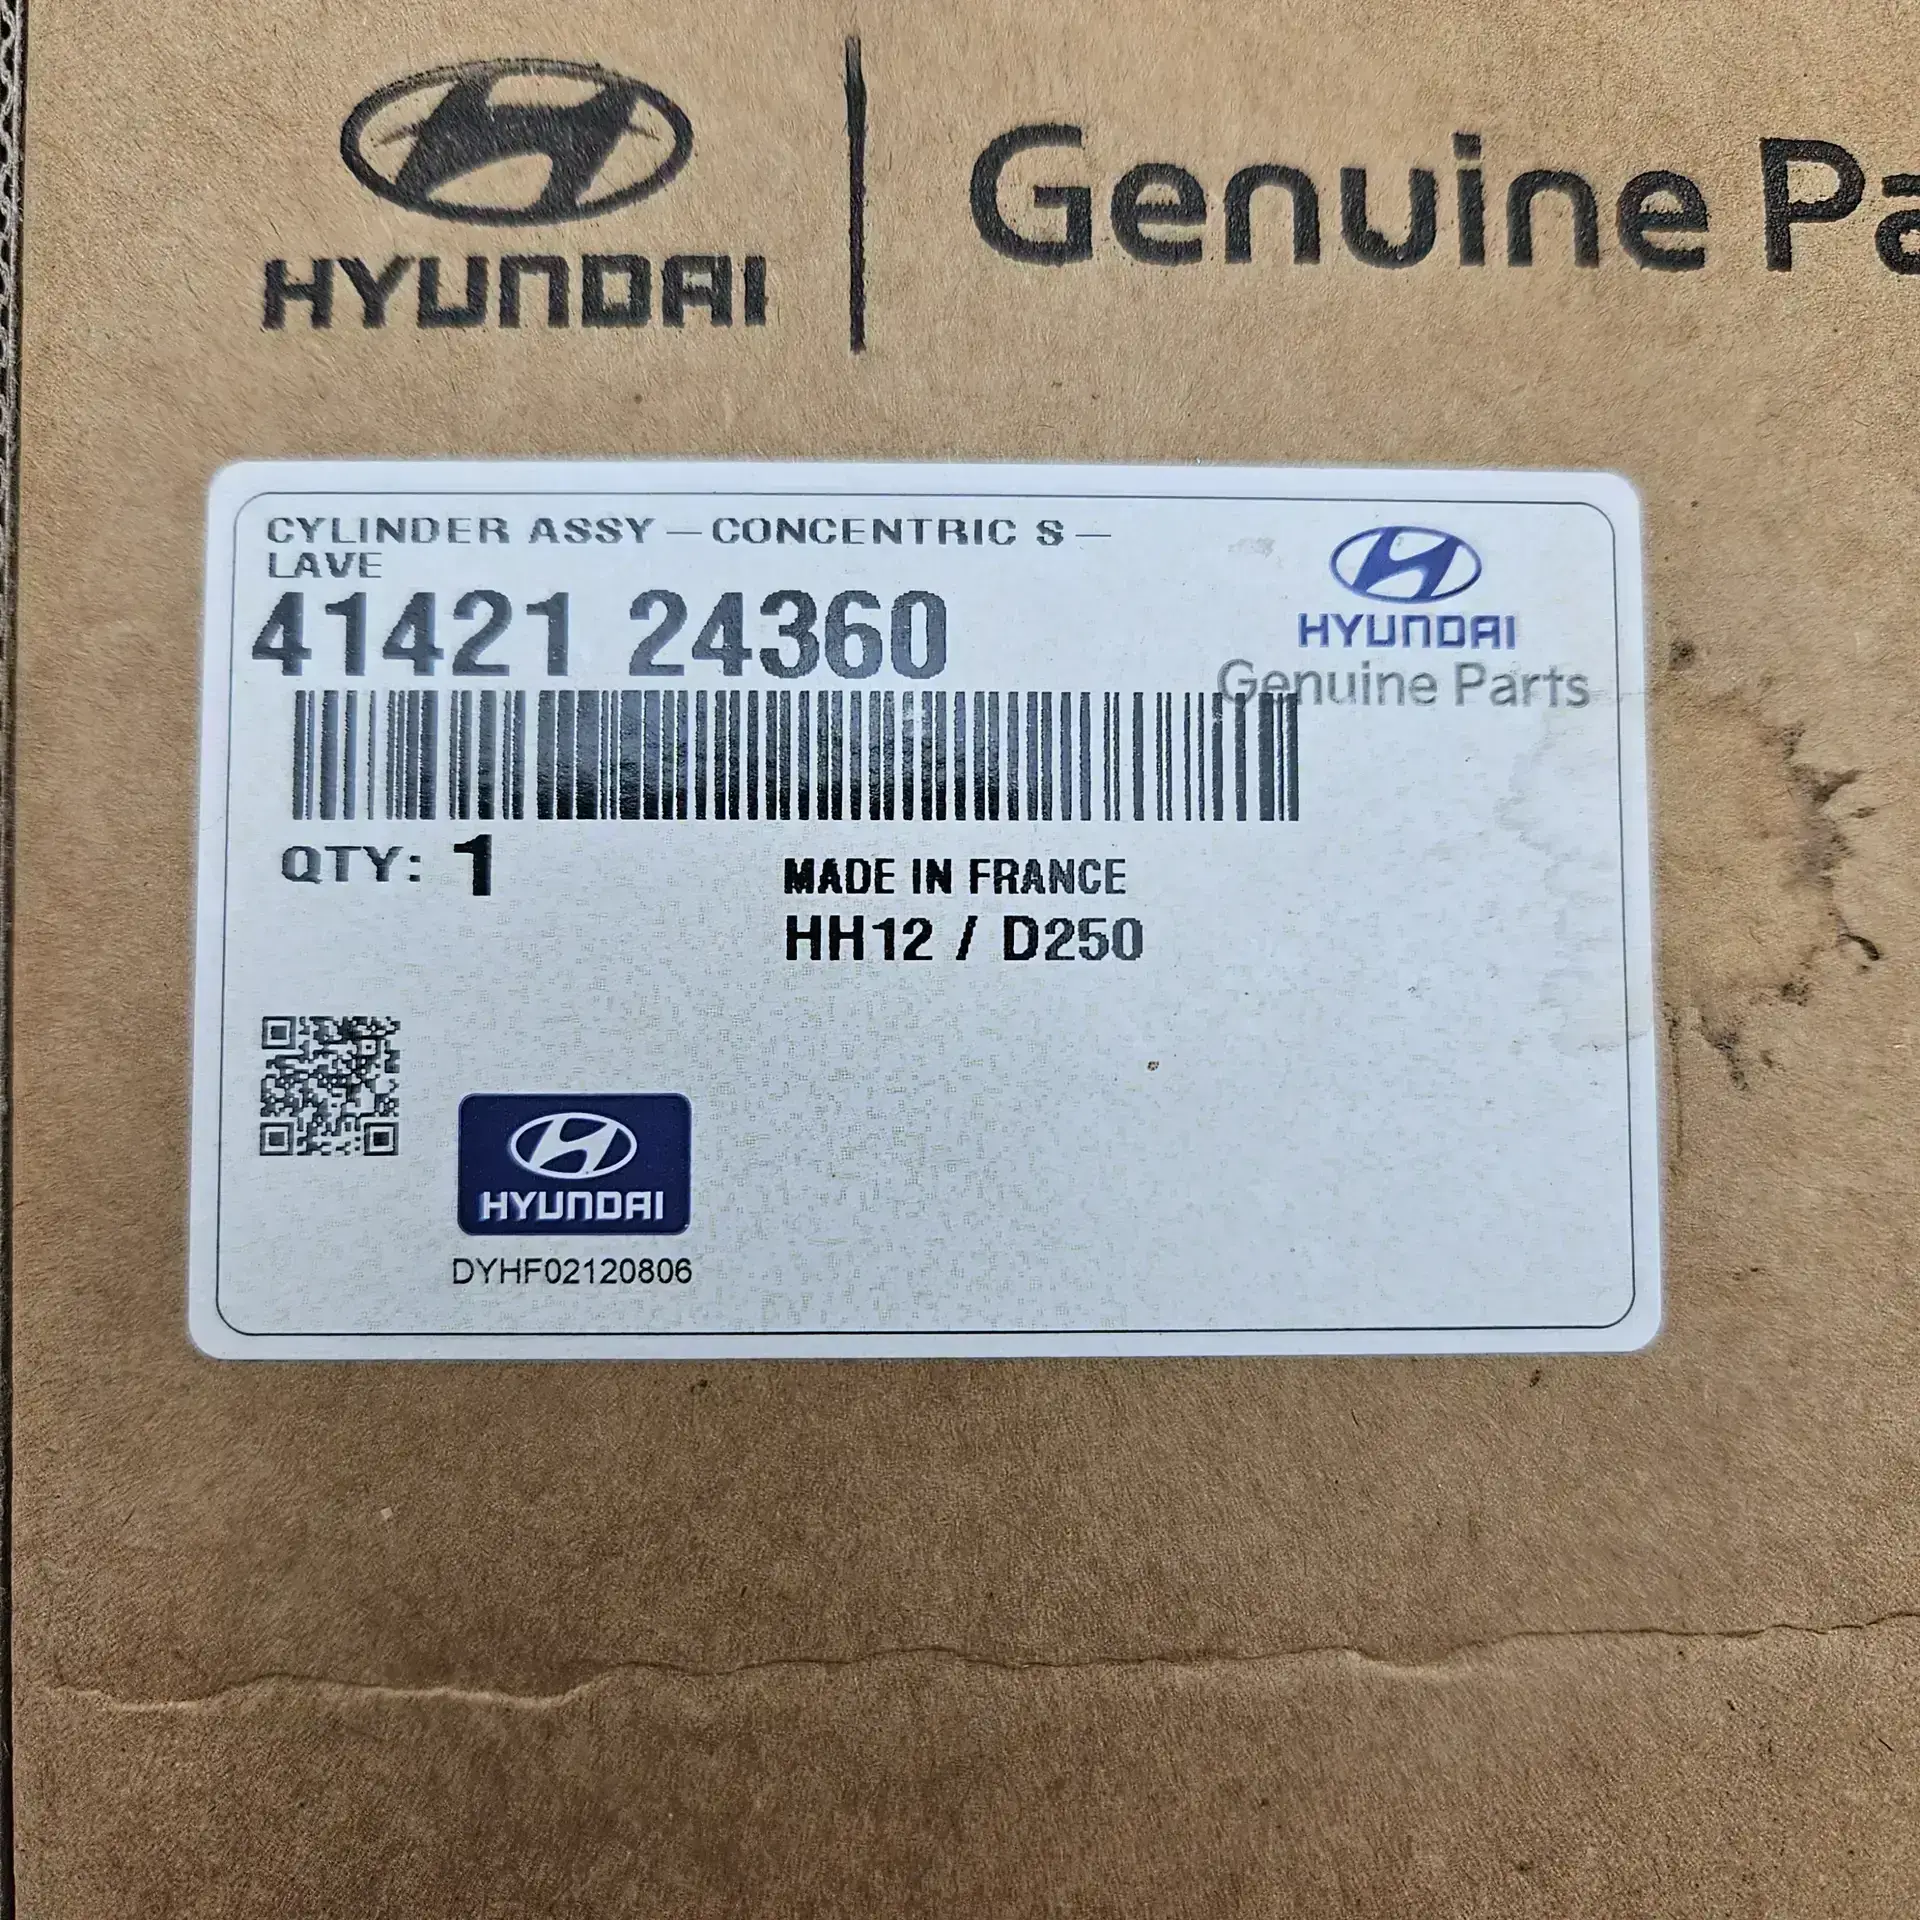 HYUNDAI
Genuine Pa
CYLINDER ASSY-CONCENTRIC S-
LAVE
41421 24360
HYUNDAI
Genuine Parts
QTY: 1
MADE IN FRANCE
HH12 / D250
HYUNDAI
DYHF02120806